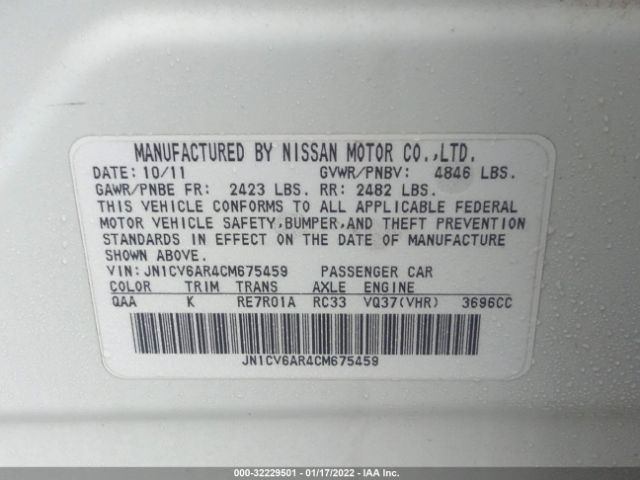 MANUFACTURED BY NISSAN MOTOR CO.,LTD.
DATE: 10/11 GVWR/PNBV: 4846 LBS.
GAWR/PNBE FR: 2423 LBS. RR: 2482 LBS.
THIS VEHICLE CONFORMS TO ALL APPLICABLE FEDERAL
MOTOR VEHICLE SAFETY,BUMPER,AND THEFT PREVENTION
STANDARDS IN EFFECT ON THE DATE OF MANUFACTURE
SHOWN ABOVE.
VIN: JN1CV6AR4CM675459 PASSENGER CAR
COLOR TRIM TRANS AXLE ENGINE
QAA K RE7R01A RC33 VQ37(VHR) 3696CC
JN1CV6AR4CM675459
000-32229501 - 01/17/2022 - IAA Inc.